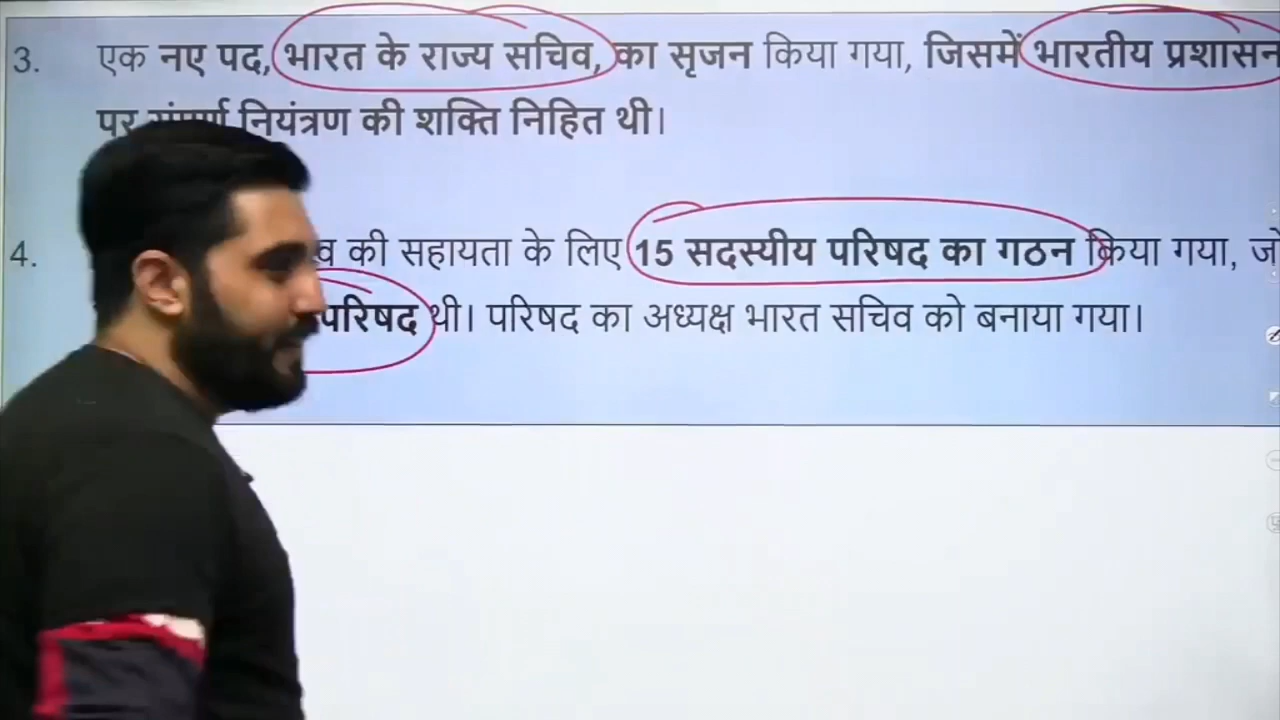 3. एक नए पद, भारत के राज्य सचिव, का सृजन किया गया, जिसमें भारतीय प्रशासन
पर संपूर्ण नियंत्रण की शक्ति निहित थी।
4. की सहायता के लिए 15 सदस्यीय परिषद का गठन किया गया,
परिषद थी। परिषद का अध्यक्ष भारत सचिव को बनाया गया।